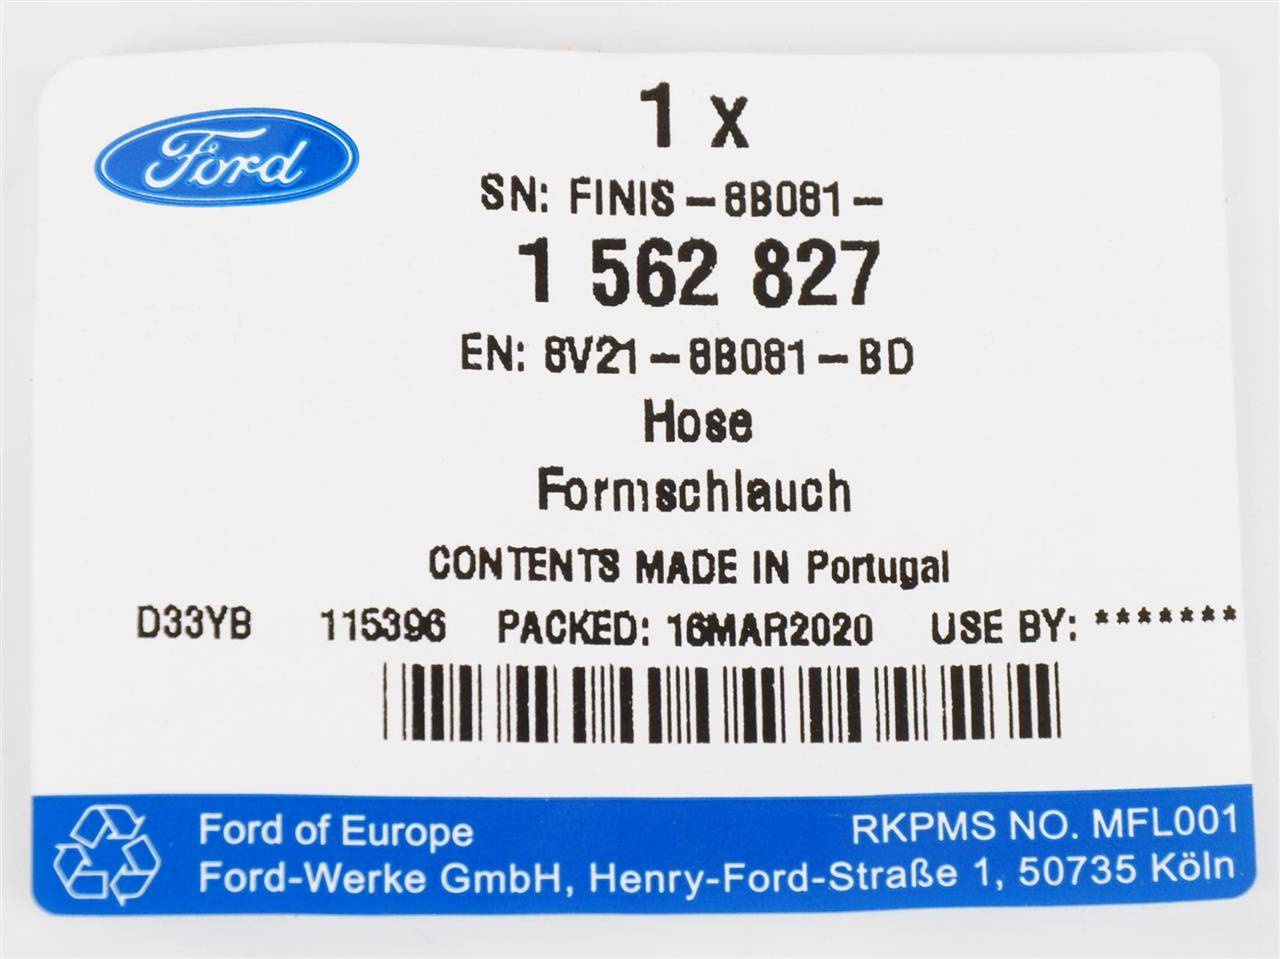 Ford
1 x
SN: FINIS-8B081-
1 562 827
EN: 8V21-8B081-BD
Hose
Formschlauch
CONTENTS MADE IN Portugal
D33YB 115396 PACKED: 16MAR2020 USE BY: *******
Ford of Europe
RKPMS NO. MFL001
Ford-Werke GmbH, Henry-Ford-Straße 1, 50735 Köln